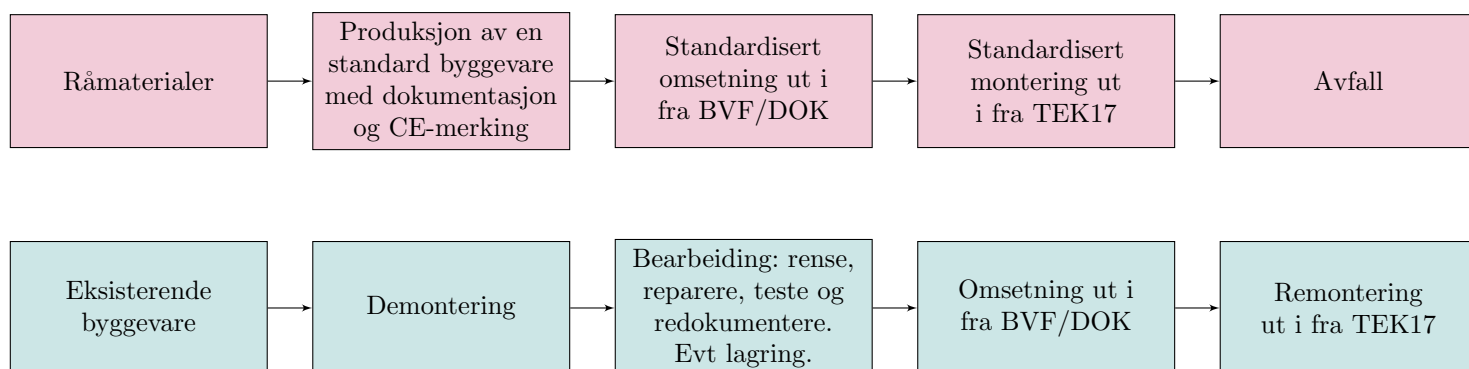 Råmaterialer
Produksjon av en
standard byggevare
med dokumentasjon
og CE-merking
Standardisert
omsetning ut i
fra BVF/DOK
Standardisert
montering ut
i fra TEK17
Avfall
Eksisterende
byggevare
Demontering
Bearbeiding: rense,
reparere, teste og
redokumentere.
Evt lagring.
Omsetning ut i
fra BVF/DOK
Remontering
ut i fra TEK17